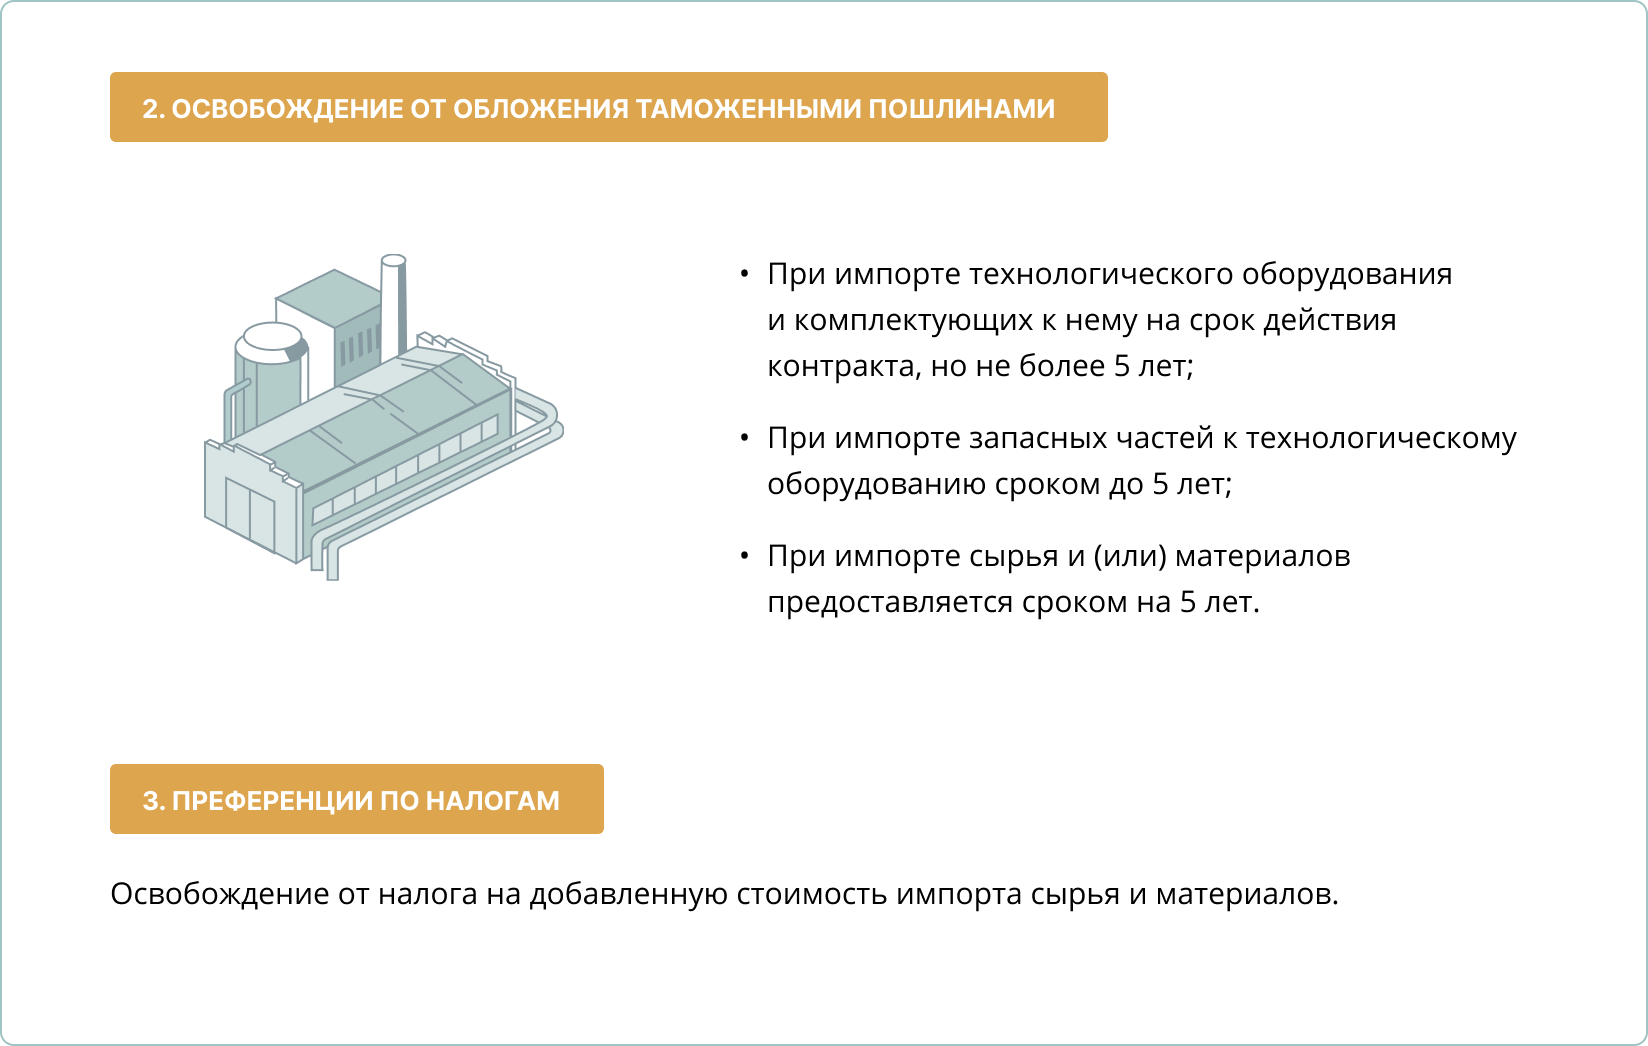 2. ОСВОБОЖДЕНИЕ ОТ ОБЛОЖЕНИЯ ТАМОЖЕННЫМИ ПОШЛИНАМИ
• При импорте технологического оборудования
и комплектующих к нему на срок действия
контракта, но не более 5 лет;
• При импорте запасных частей к технологическому
оборудованию сроком до 5 лет;
• При импорте сырья и (или) материалов
предоставляется сроком на 5 лет.
3. ПРЕФЕРЕНЦИИ ПО НАЛОГАМ
Освобождение от налога на добавленную стоимость импорта сырья и материалов.